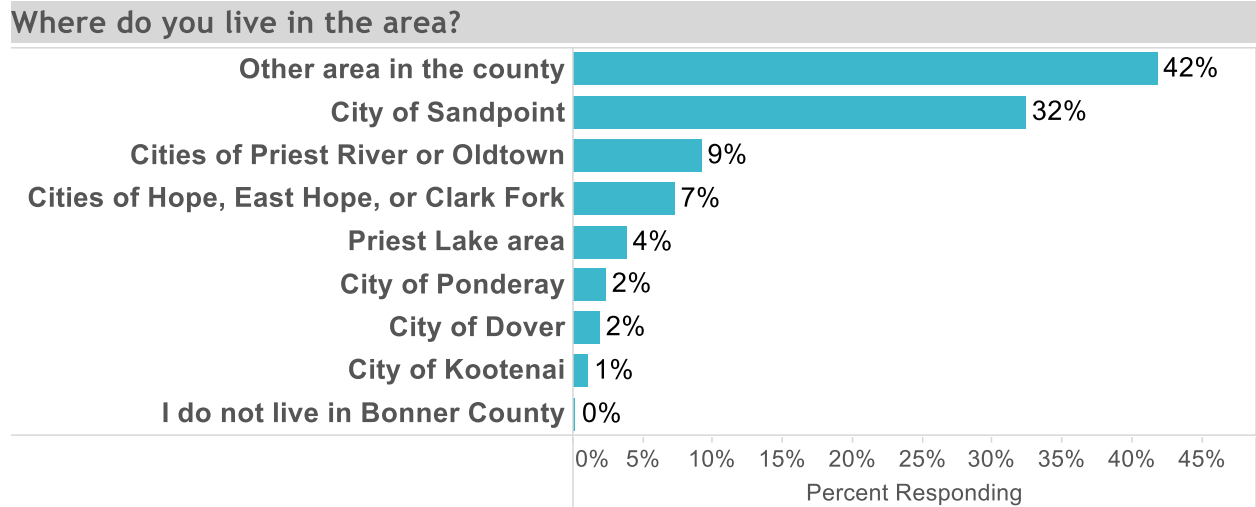 Where do you live in the area?
Other area in the county 42%
City of Sandpoint 32%
Cities of Priest River or Oldtown 9%
Cities of Hope, East Hope, or Clark Fork 7%
Priest Lake area 4%
City of Ponderay 2%
City of Dover 2%
City of Kootenai 1%
I do not live in Bonner County 0%
0% 5% 10% 15% 20% 25% 30% 35% 40% 45%
Percent Responding